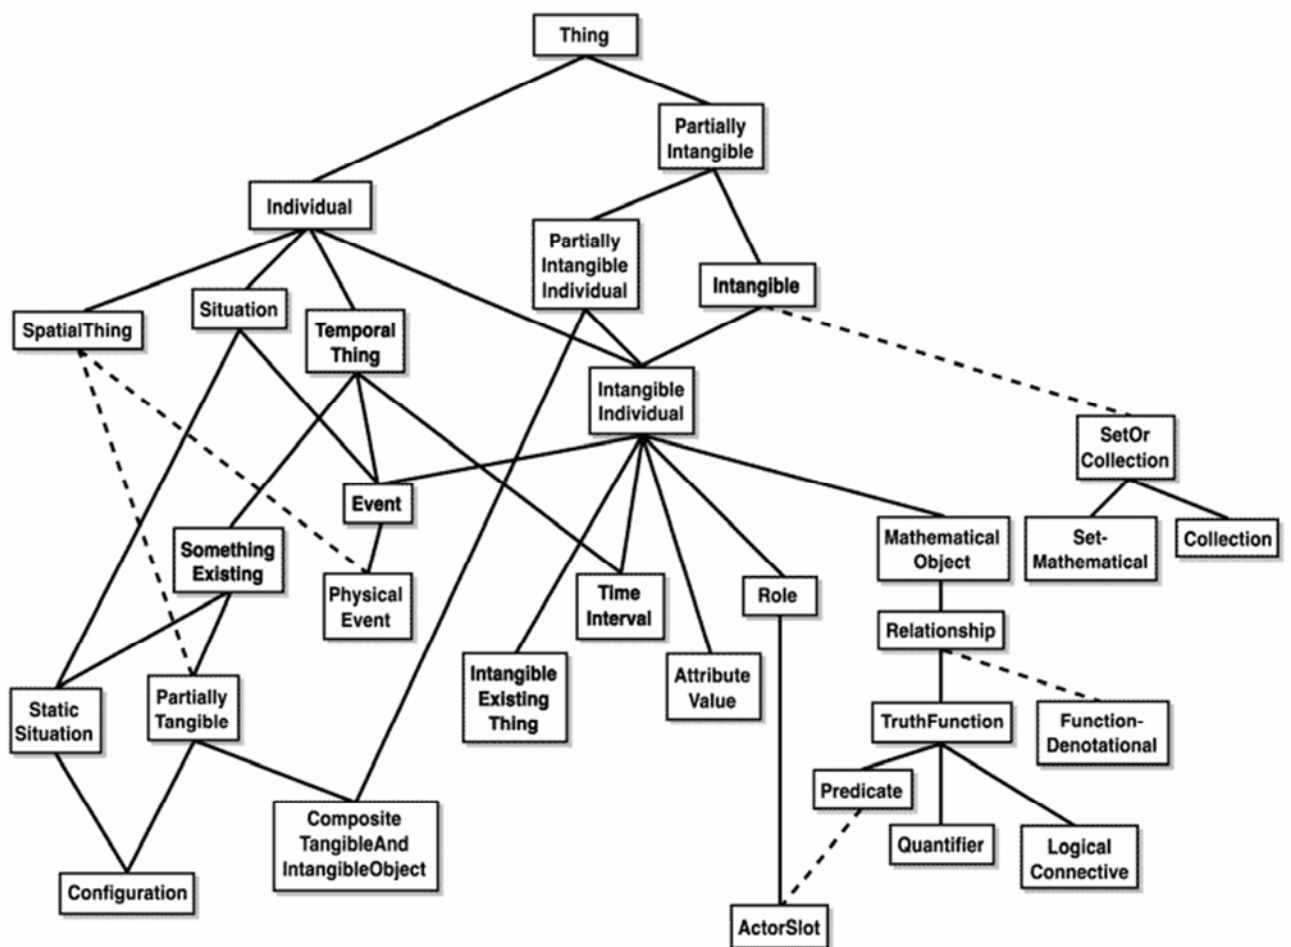 Thing
Partially
Intangible
Individual
Partially
Intangible
Individual
Intangible
Situation
SpatialThing
Temporal
Thing
Intangible
Individual
SetOr
Collection
Event
Something
Existing
Mathematical
Object
Set-
Mathematical
Collection
Physical
Event
Time
Interval
Role
Relationship
Intangible
Existing
Thing
Attribute
Value
Static
Situation
Partially
Tangible
TruthFunction
Function-
Denotational
Predicate
Composite
TangibleAnd
IntangibleObject
Quantifier
Logical
Connective
Configuration
ActorSlot